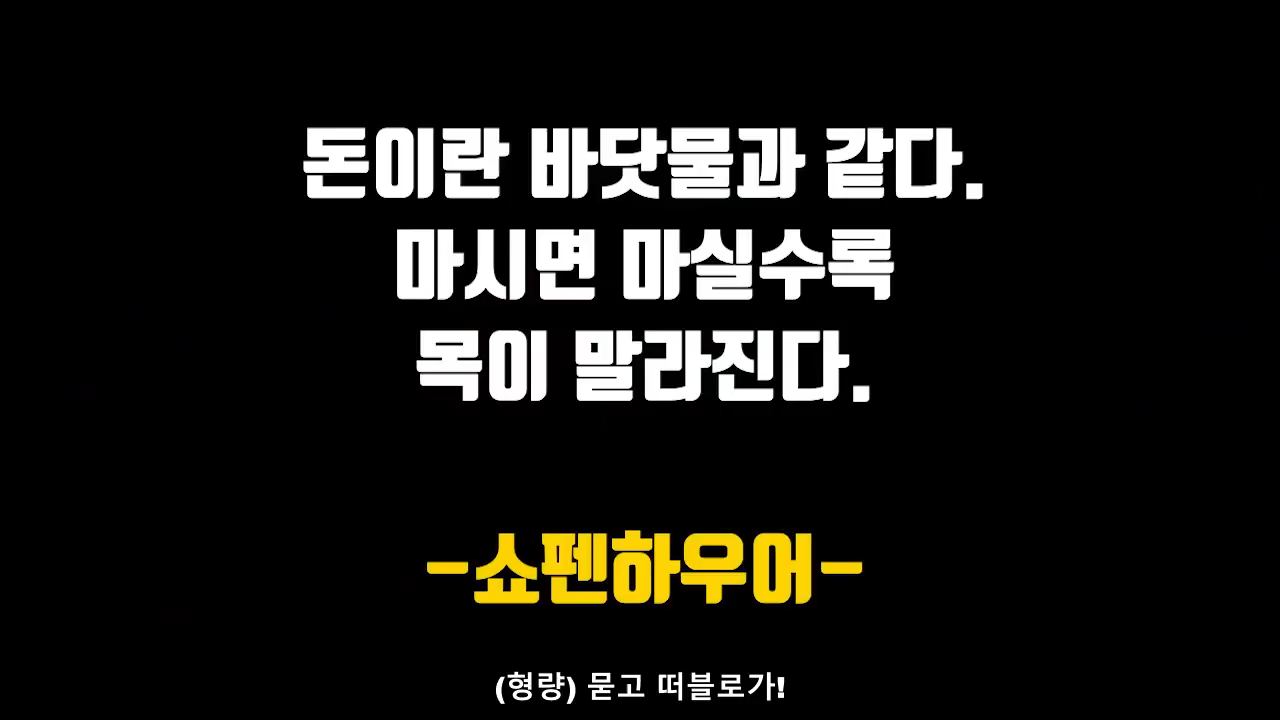 돈이란 바닷물과 같다.
마시면 마실수록
목이 말라진다.
-쇼펜하우어-
(형량) 묻고 떠블로가!